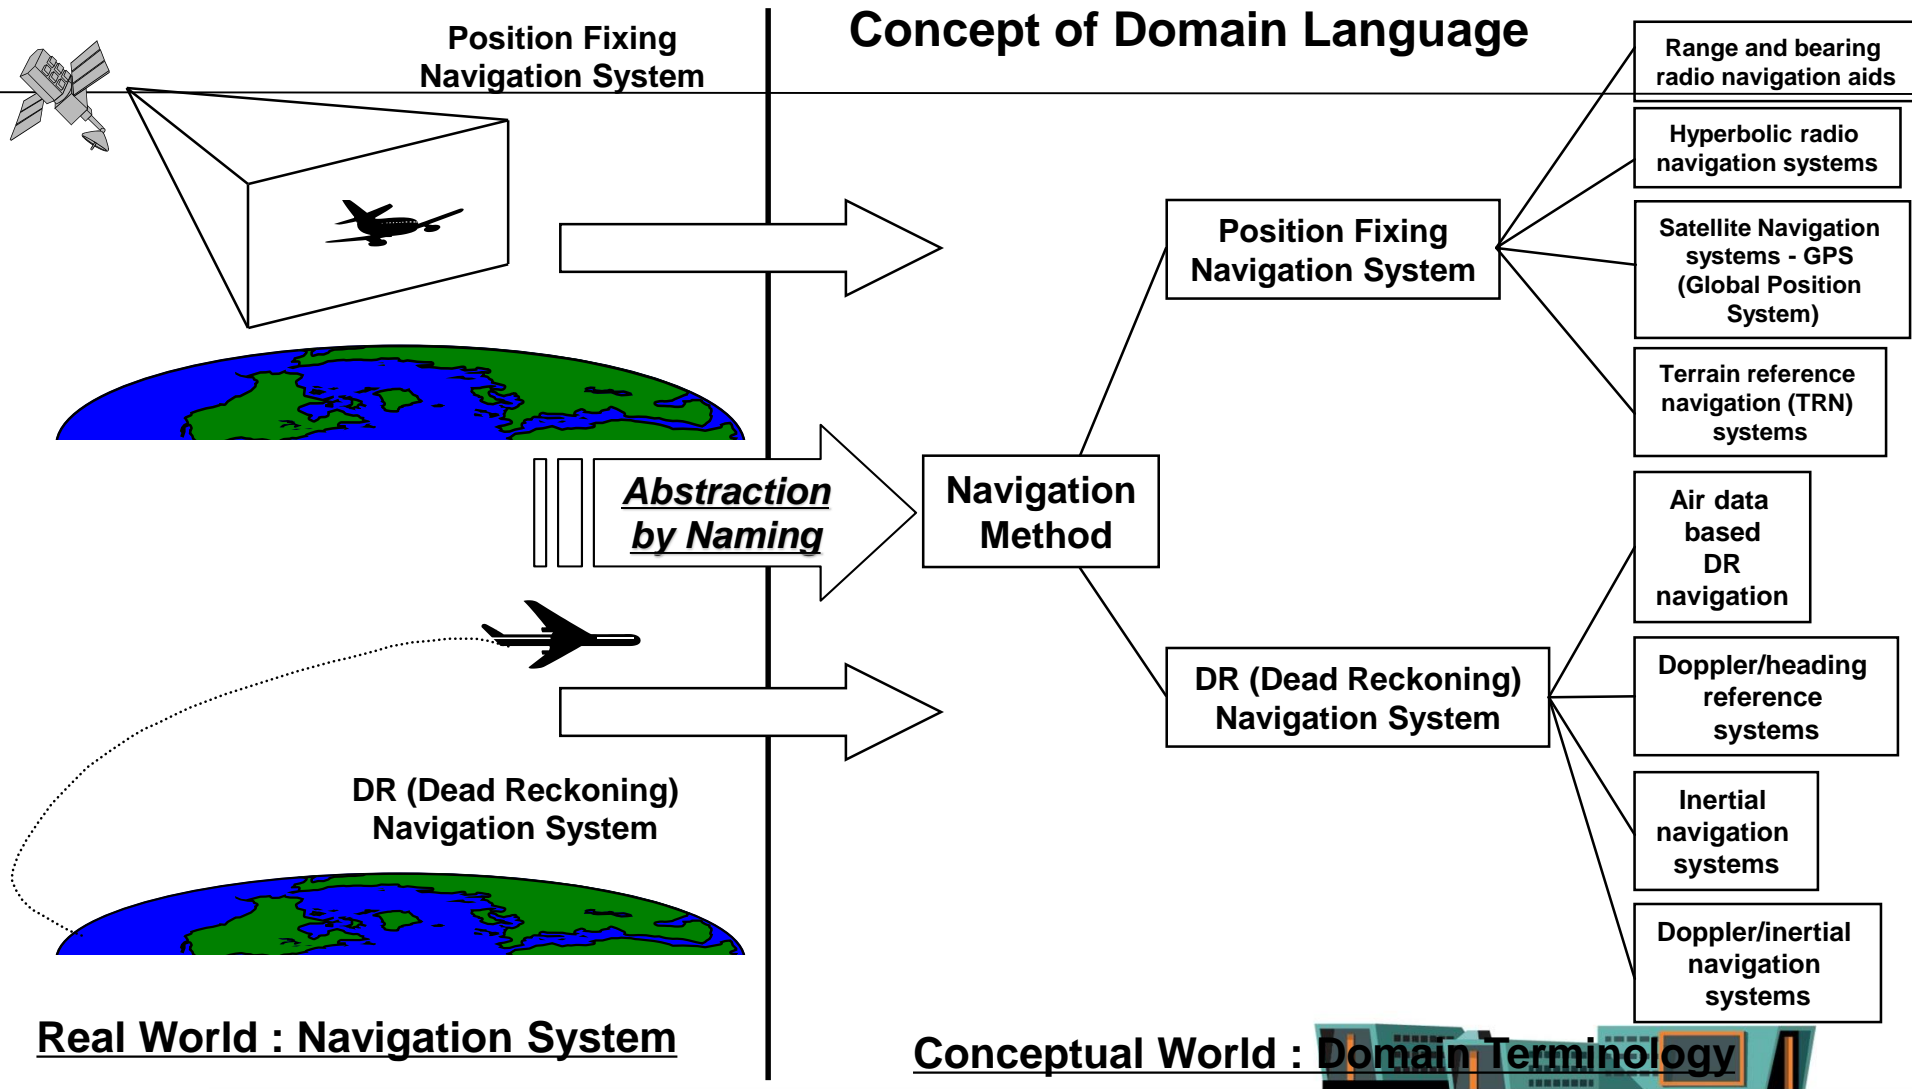 Concept of Domain Language
Position Fixing
Navigation System
Abstraction
by Naming
DR (Dead Reckoning)
Navigation System
Real World : Navigation System
Navigation
Method
Position Fixing
Navigation System
DR (Dead Reckoning)
Navigation System
Range and bearing
radio navigation aids
Hyperbolic radio
navigation systems
Satellite Navigation
systems - GPS
(Global Position
System)
Terrain reference
navigation (TRN)
systems
Air data
based
DR
navigation
Doppler/heading
reference
systems
Inertial
navigation
systems
Doppler/inertial
navigation
systems
Conceptual World : Domain Terminology